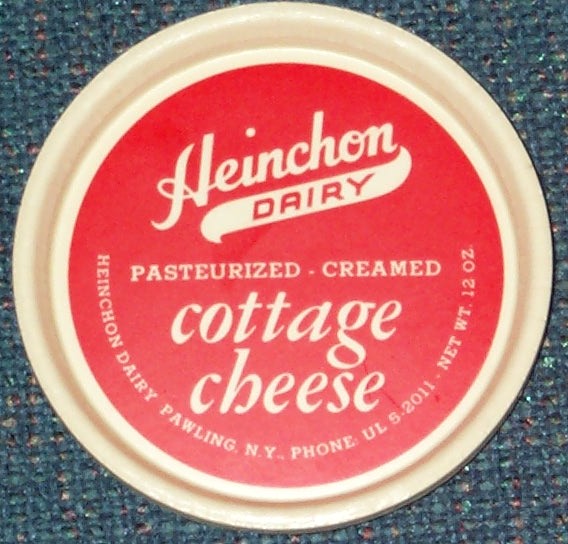 Heinchon
DAIRY
PASTEURIZED - CREAMED
cottage
cheese
HEINCHON DAIRY PAWLING, N.Y., PHONE: UL 5-2011 - NET WT. 12 OZ.